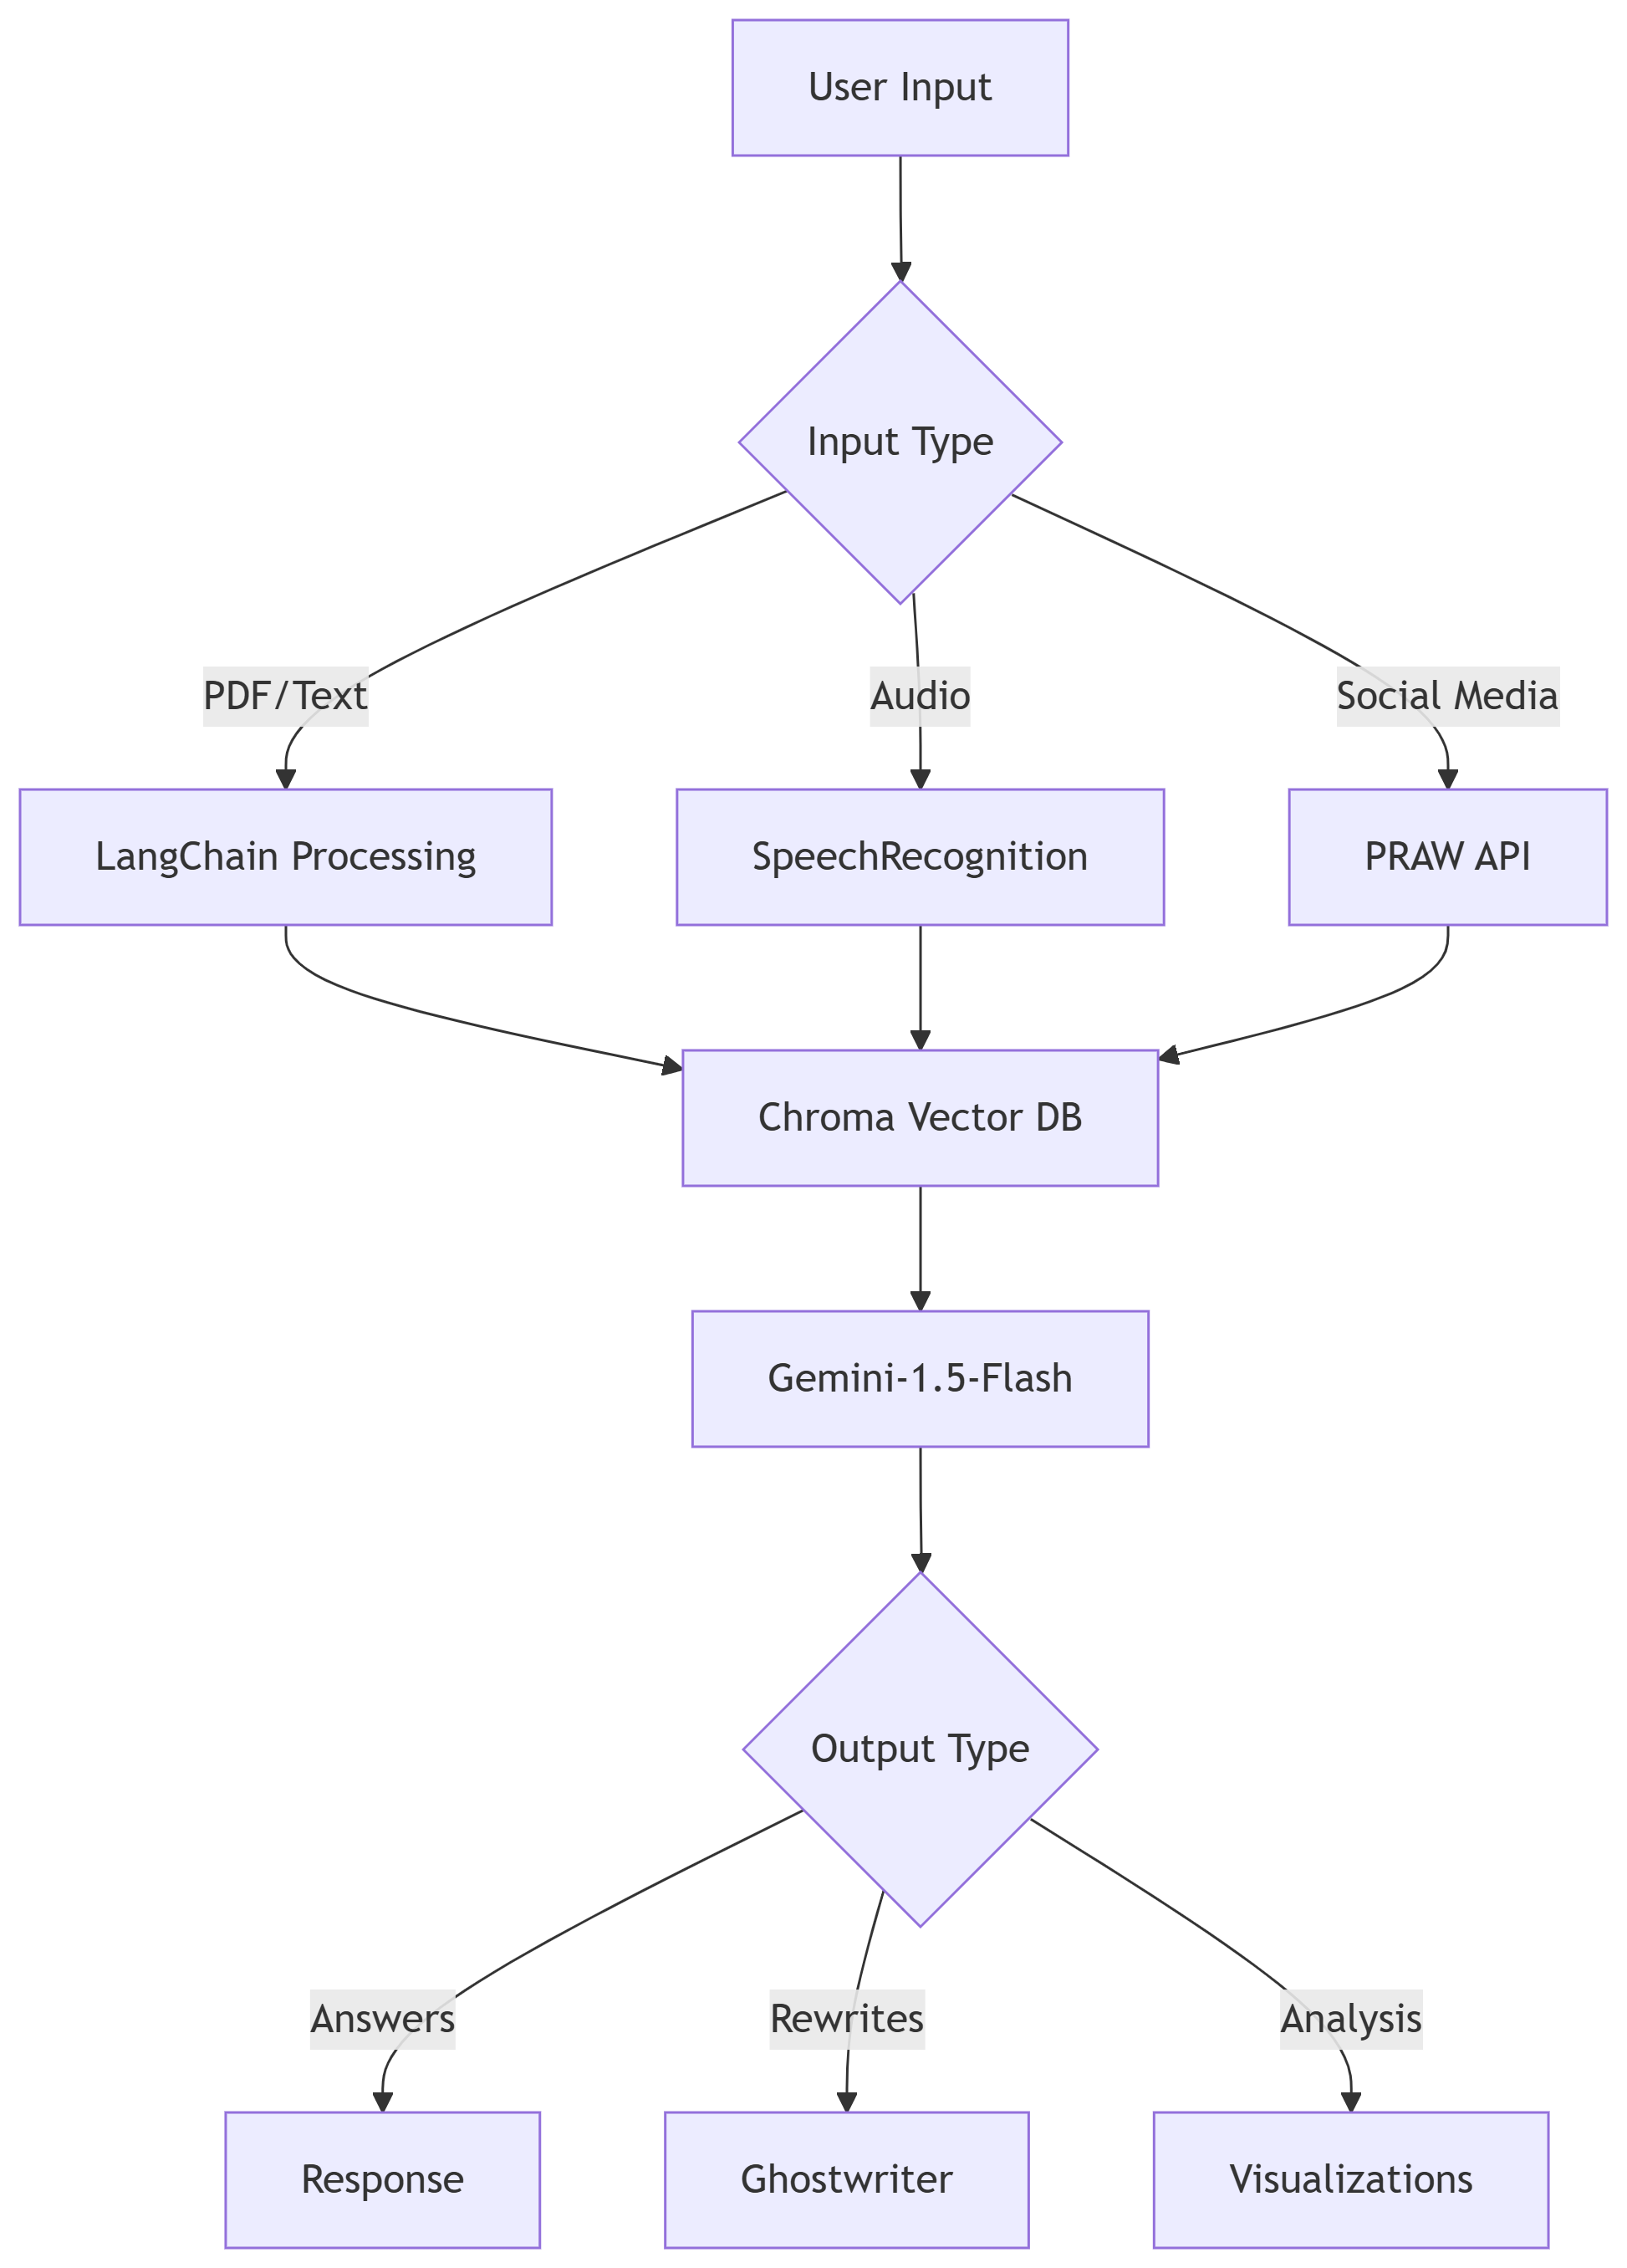 User Input
Input Type
PDF/Text
Audio
Social Media
LangChain Processing
SpeechRecognition
PRAW API
Chroma Vector DB
Gemini-1.5-Flash
Output Type
Answers
Rewrites
Analysis
Response
Ghostwriter
Visualizations